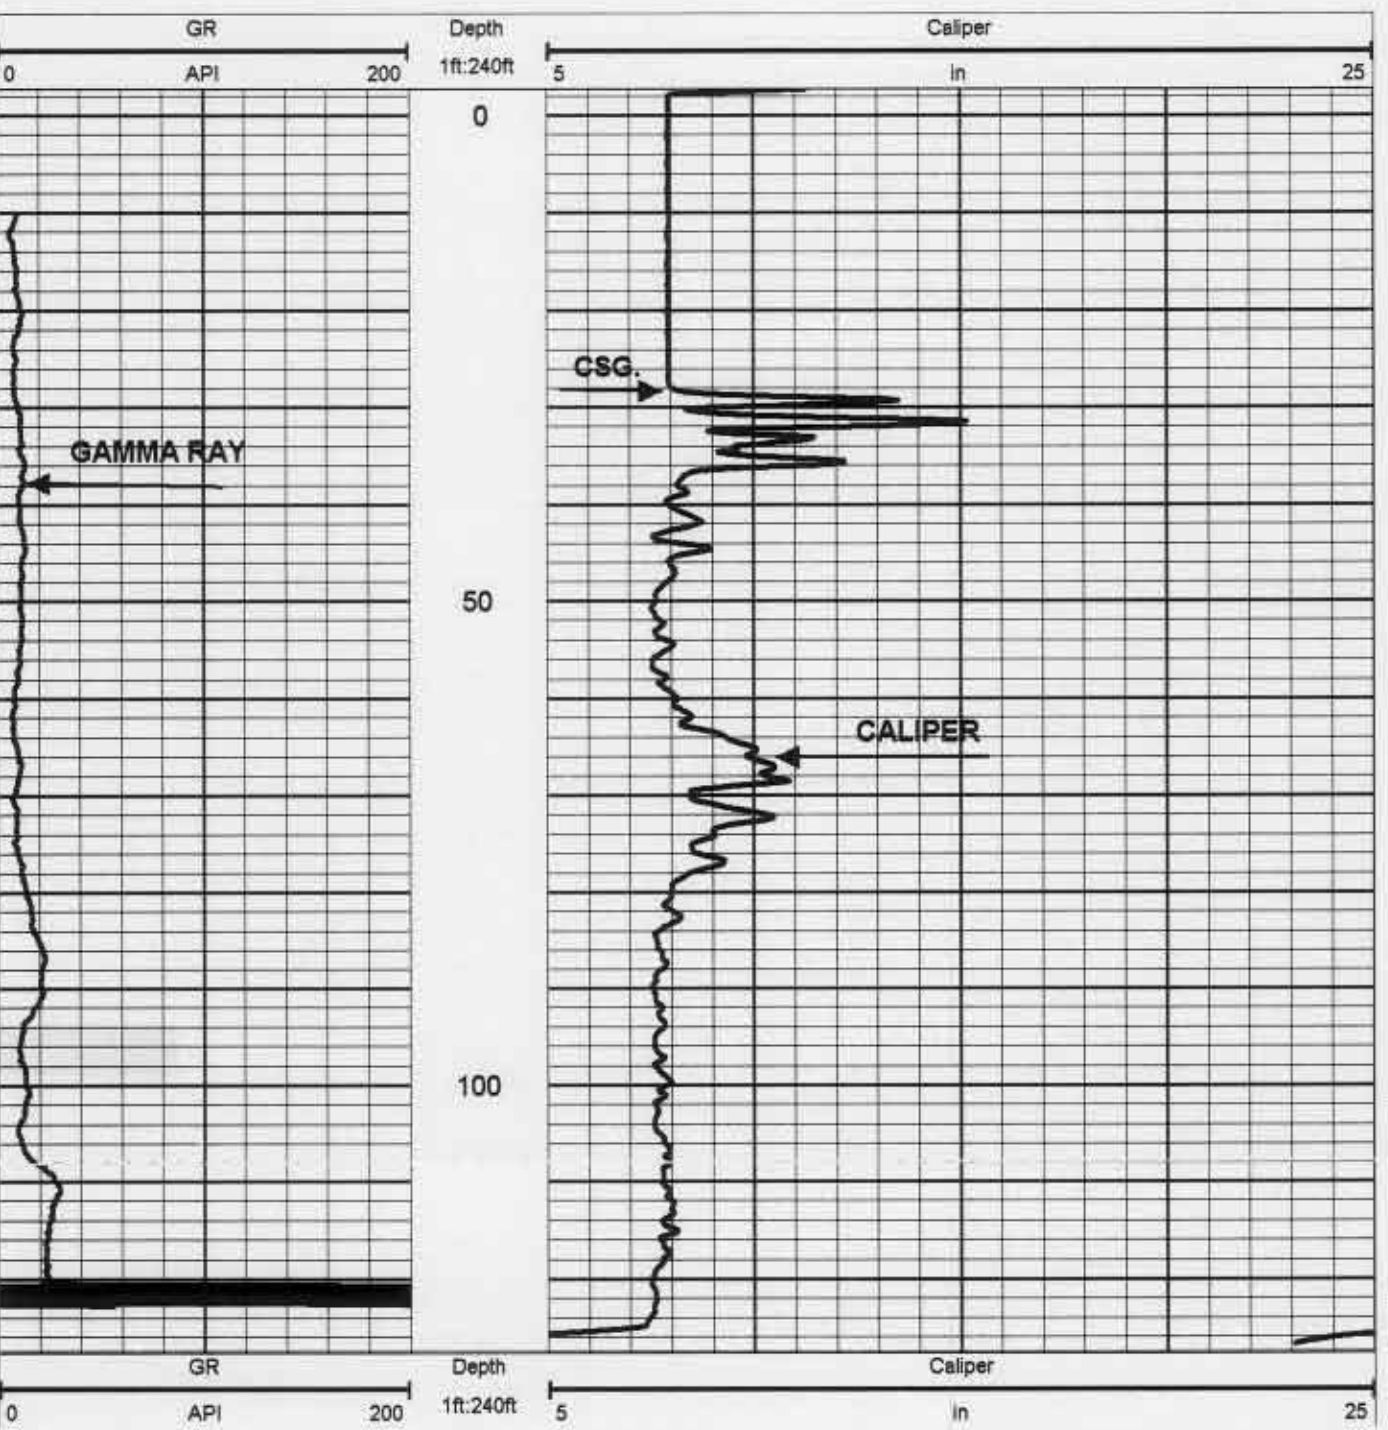 GR Depth Caliper
0 API 200 1ft:240ft 5 in 25
0
CSG.
GAMMA RAY
50
CALIPER
100
GR Depth Caliper
0 API 200 1ft:240ft 5 in 25